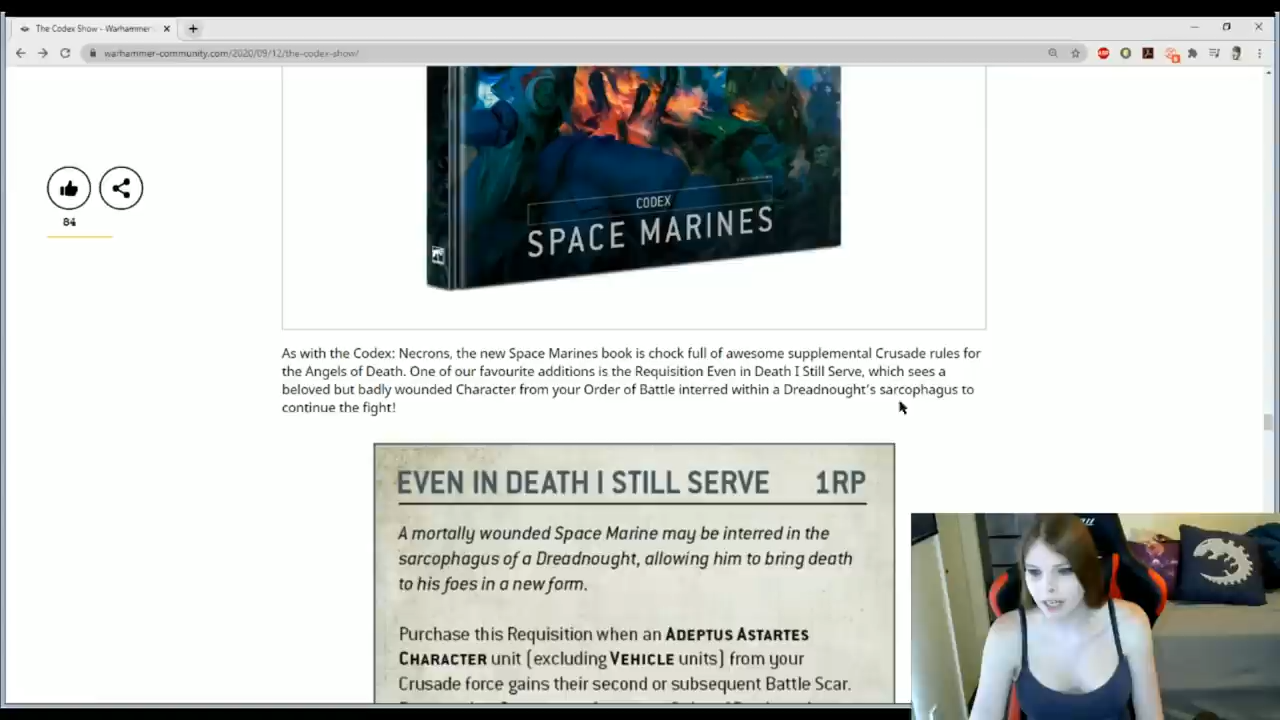 The Codex Show - Warhammer
warhammer-community.com/2020/09/12/the-codex-show/
CODEX
SPACE MARINES
84
As with the Codex: Necrons, the new Space Marines book is chock full of awesome supplemental Crusade rules for
the Angels of Death. One of our favourite additions is the Requisition Even in Death I Still Serve, which sees a
beloved but badly wounded Character from your Order of Battle interred within a Dreadnought's sarcophagus to
continue the fight!
EVEN IN DEATH I STILL SERVE 1RP
A mortally wounded Space Marine may be interred in the
sarcophagus of a Dreadnought, allowing him to bring death
to his foes in a new form.
Purchase this Requisition when an ADEPTUS ASTARTES
CHARACTER unit (excluding VEHICLE units) from your
Crusade force gains their second or subsequent Battle Scar.